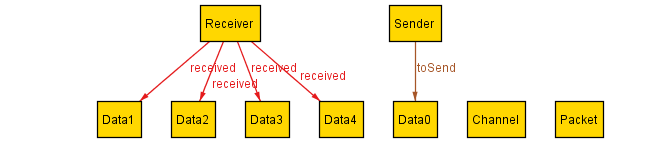 Receiver
Sender
received
received
received
received
toSend
Data1
Data2
Data3
Data4
Data0
Channel
Packet